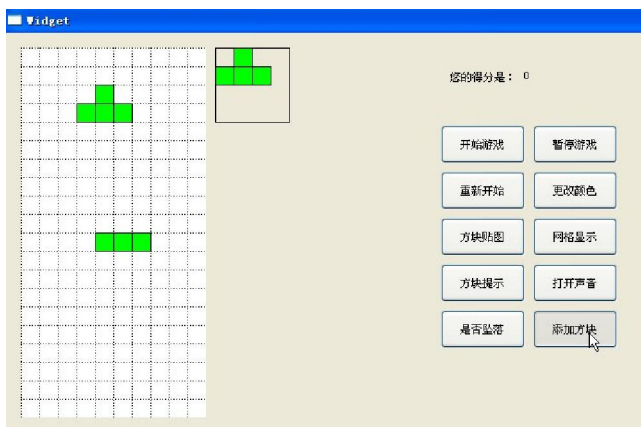 Widget
您的得分是： 0
开始游戏 暂停游戏
重新开始 更改颜色
方块贴图 网格显示
方块提示 打开声音
是否坠落 添加方块